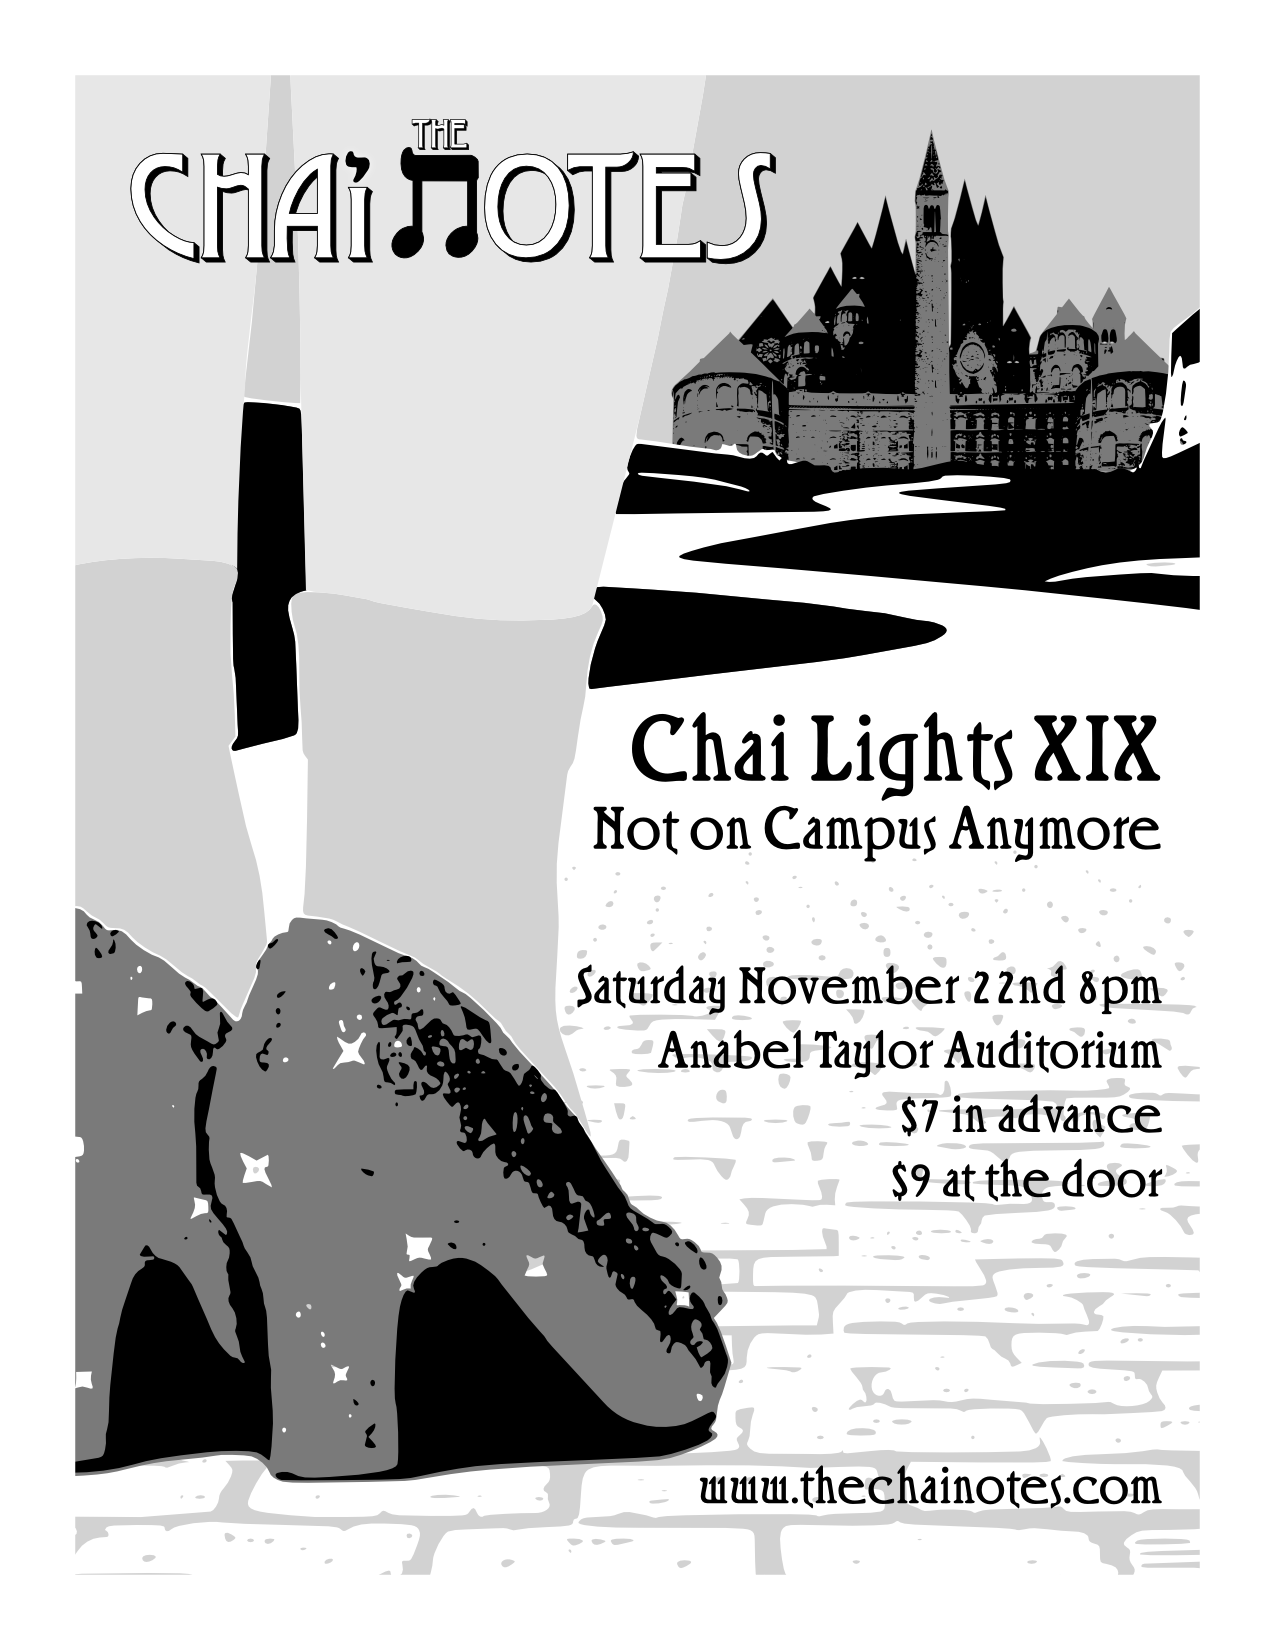 THE
CHAi NOTES
Chai Lights XIX
Not on Campus Anymore
Saturday November 22nd 8pm
Anabel Taylor Auditorium
$7 in advance
$9 at the door
www.thechainotes.com